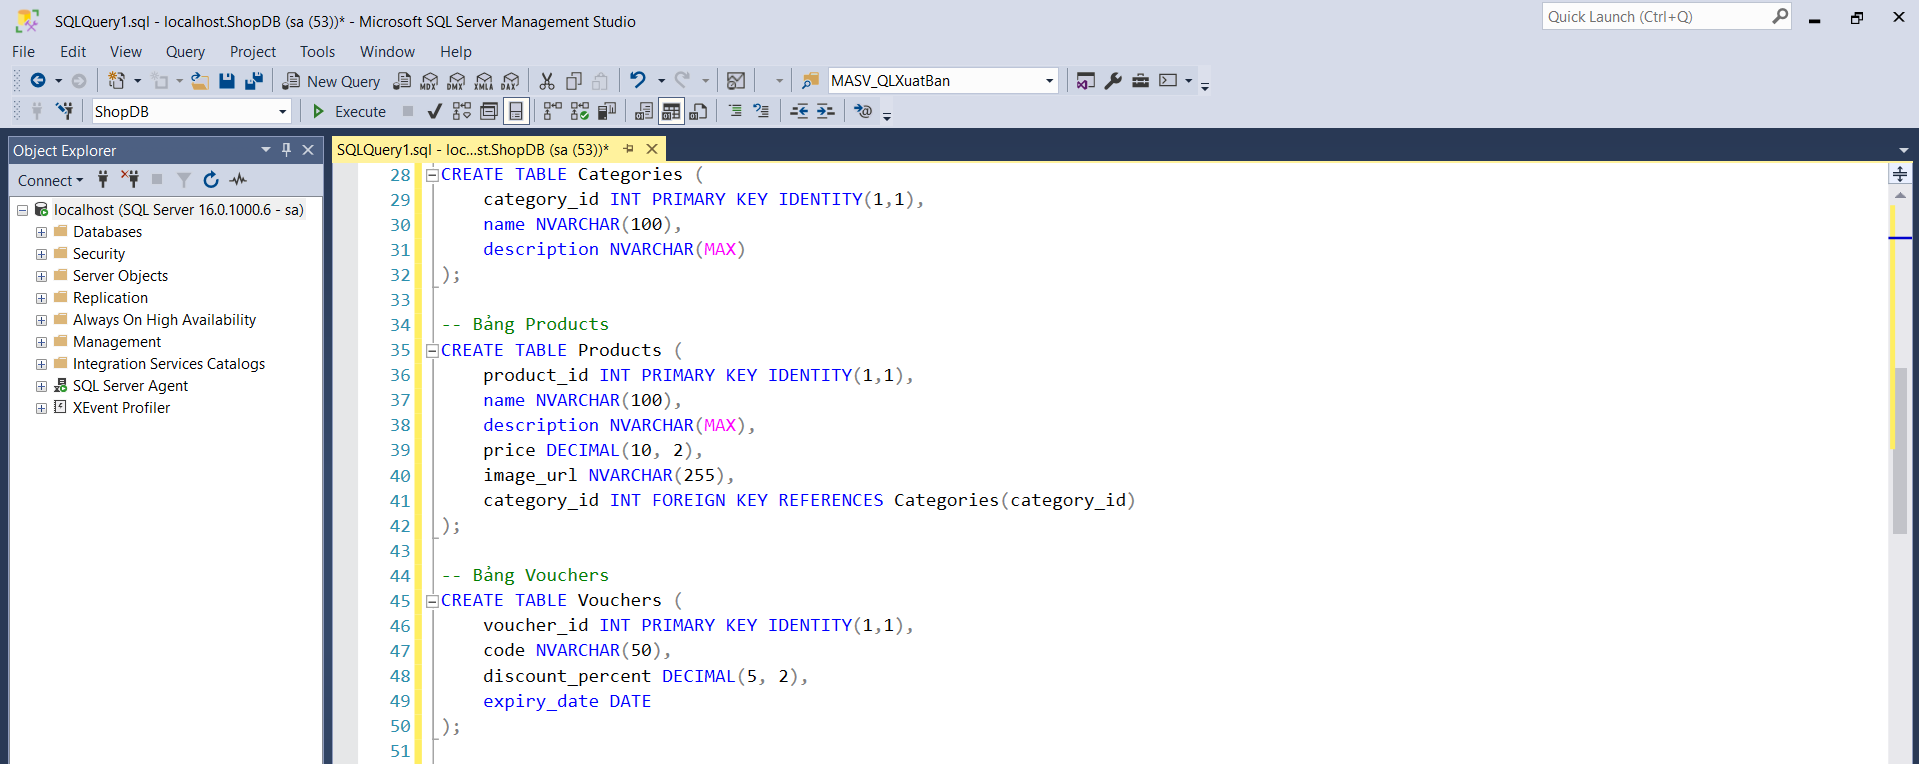 SQLQuery1.sql - localhost.ShopDB (sa (53))* - Microsoft SQL Server Management Studio
Quick Launch (Ctrl+Q)
File Edit View Query Project Tools Window Help
New Query MDX DMX XMLA DAX MASV_QLXuatBan
ShopDB Execute
Object Explorer
Connect
localhost (SQL Server 16.0.1000.6 - sa)
Databases
Security
Server Objects
Replication
Always On High Availability
Management
Integration Services Catalogs
SQL Server Agent
XEvent Profiler
SQLQuery1.sql - loc...st.ShopDB (sa (53))*
28 CREATE TABLE Categories (
29 category_id INT PRIMARY KEY IDENTITY(1,1),
30 name NVARCHAR(100),
31 description NVARCHAR(MAX)
32 );
33
34 -- Bảng Products
35 CREATE TABLE Products (
36 product_id INT PRIMARY KEY IDENTITY(1,1),
37 name NVARCHAR(100),
38 description NVARCHAR(MAX),
39 price DECIMAL(10, 2),
40 image_url NVARCHAR(255),
41 category_id INT FOREIGN KEY REFERENCES Categories(category_id)
42 );
43
44 -- Bảng Vouchers
45 CREATE TABLE Vouchers (
46 voucher_id INT PRIMARY KEY IDENTITY(1,1),
47 code NVARCHAR(50),
48 discount_percent DECIMAL(5, 2),
49 expiry_date DATE
50 );
51